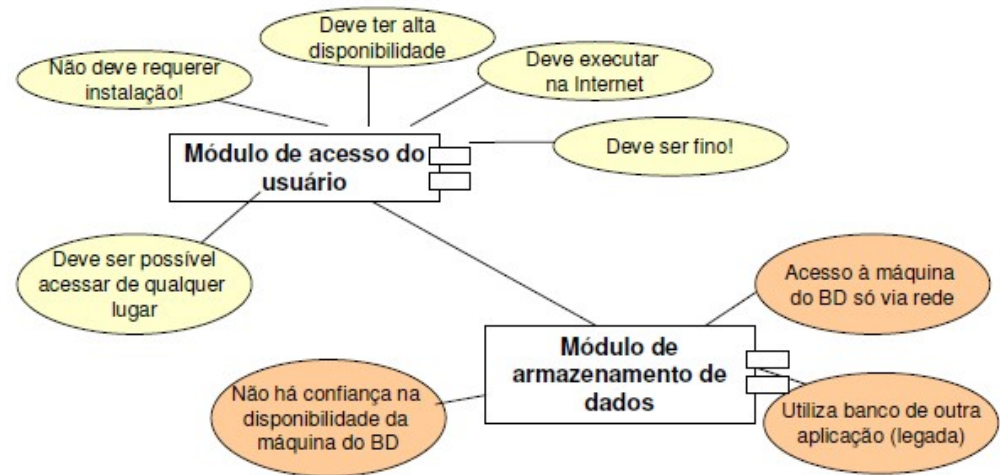 Deve ter alta
disponibilidade
Não deve requerer
instalação!
Deve executar
na Internet
Deve ser fino!
Módulo de acesso do
usuário
Deve ser possível
acessar de qualquer
lugar
Acesso à máquina
do BD só via rede
Módulo de
armazenamento de
dados
Não há confiança na
disponibilidade da
máquina do BD
Utiliza banco de outra
aplicação (legada)